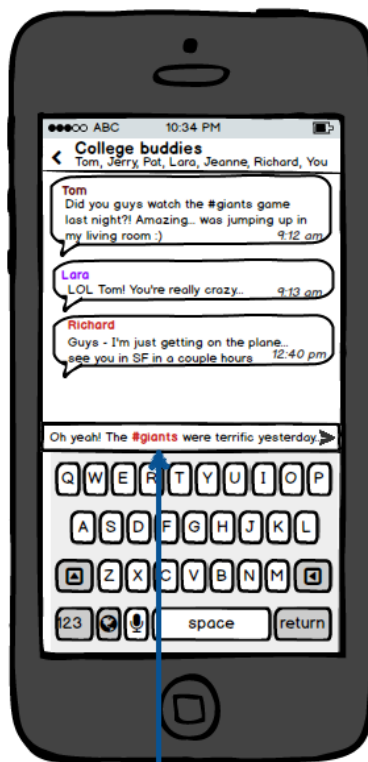 ABC 10:34 PM
College buddies
Tom, Jerry, Pat, Lara, Jeanne, Richard, You
Tom
Did you guys watch the #giants game
last night?! Amazing... was jumping up in
my living room :)
9:12 am
Lara
LOL Tom! You're really crazy...
9:13 am
Richard
Guys - I'm just getting on the plane...
see you in SF in a couple hours
12:40 pm
Oh yeah! The #giants were terrific yesterday..
Q W E R T Y U I O P
A S D F G H J K L
Z X C V B N M
123 space return